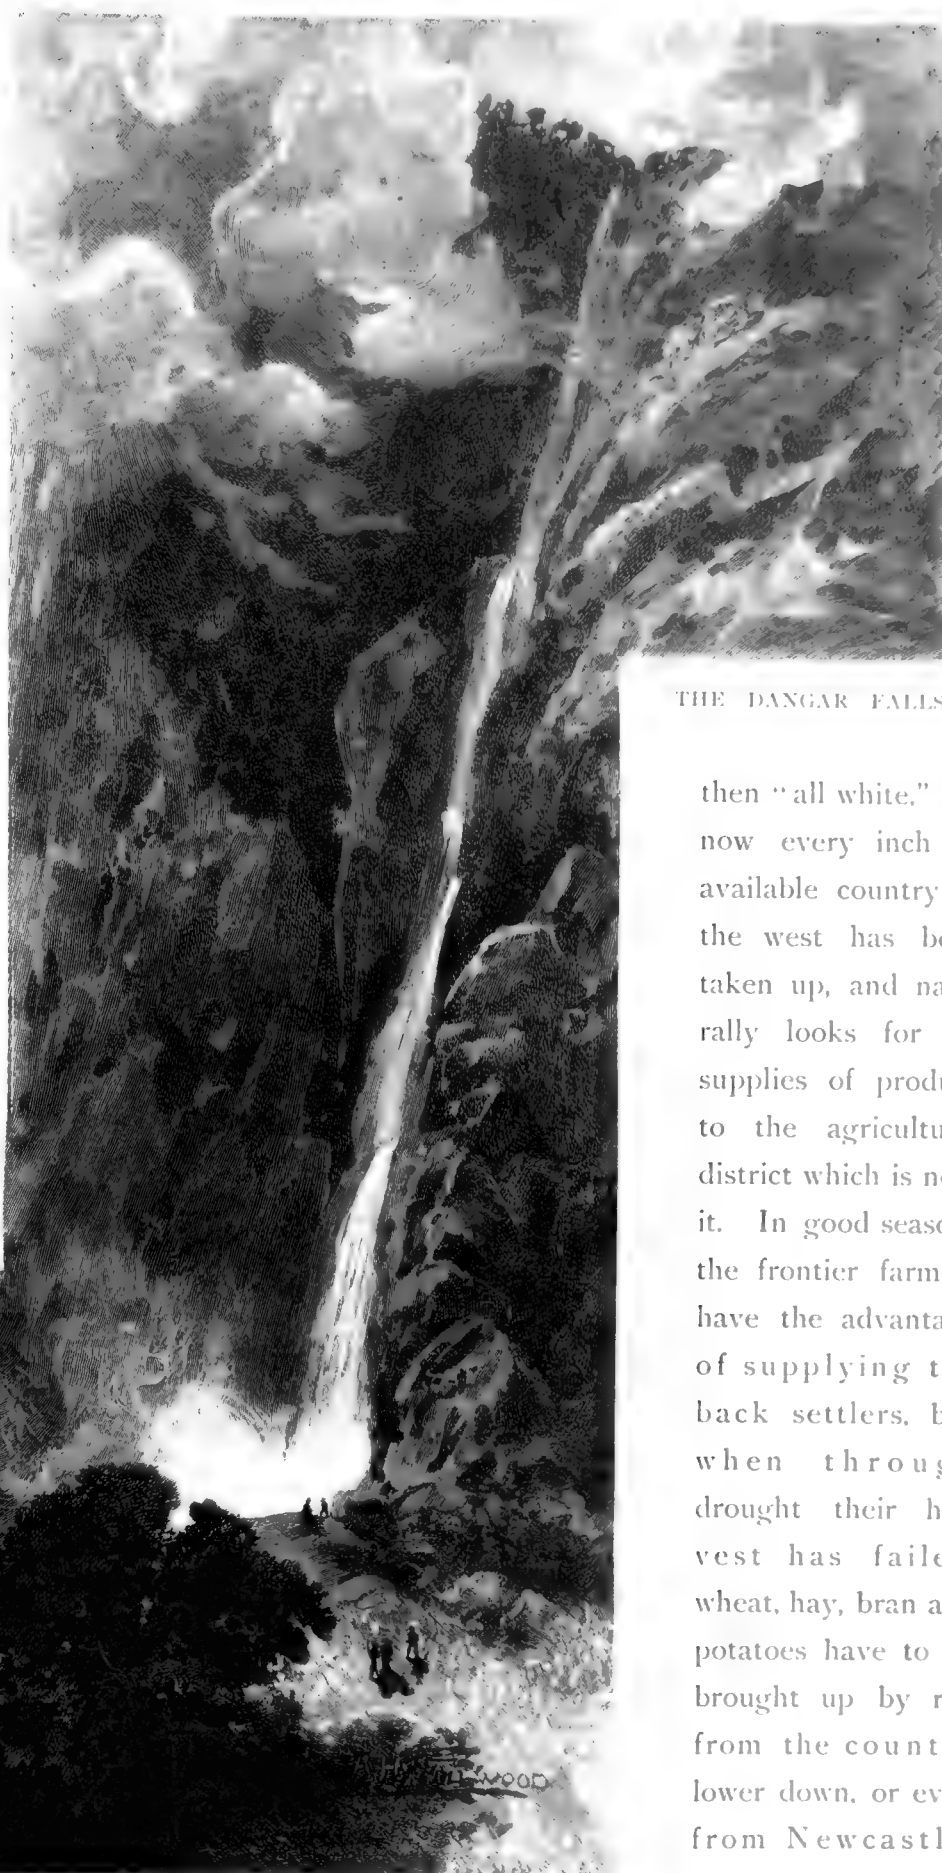 THE DANGAR FALLS
then “all white.”
now every inch
available country
the west has be
taken up, and na
rally looks for
supplies of produ
to the agricultu
district which is n
it. In good seaso
the frontier farm
have the advanta
of supplying t
back settlers, b
when throug
drought their h
vest has faile
wheat, hay, bran a
potatoes have to
brought up by r
from the count
lower down, or ev
from Newcastl